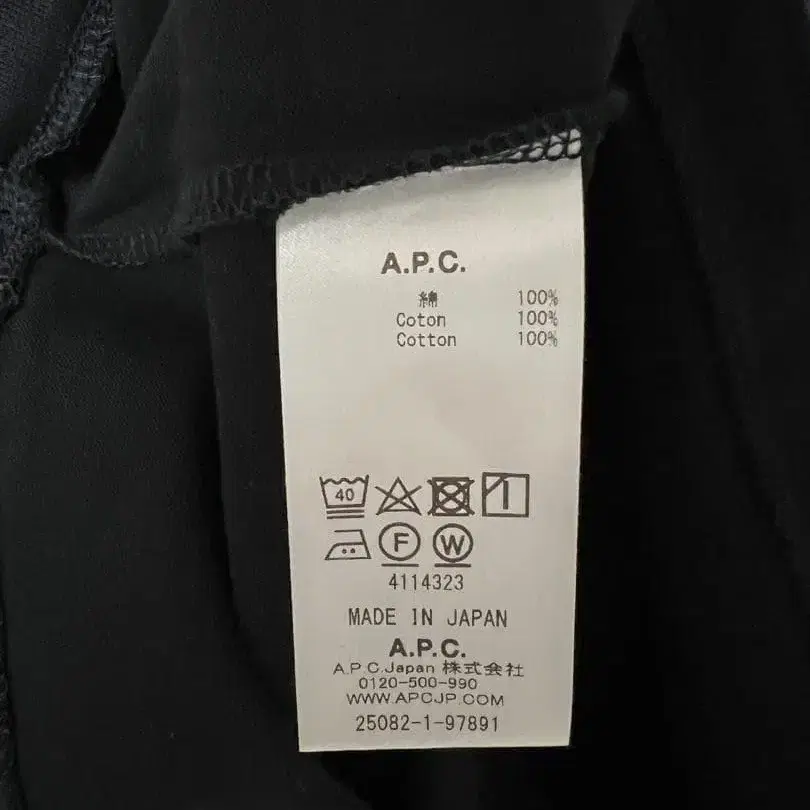 A.P.C.
綿 100%
Coton 100%
Cotton 100%
40
F W
4114323
MADE IN JAPAN
A.P.C.
A.P.C.Japan 株式会社
0120-500-990
WWW.APCJP.COM
25082-1-97891